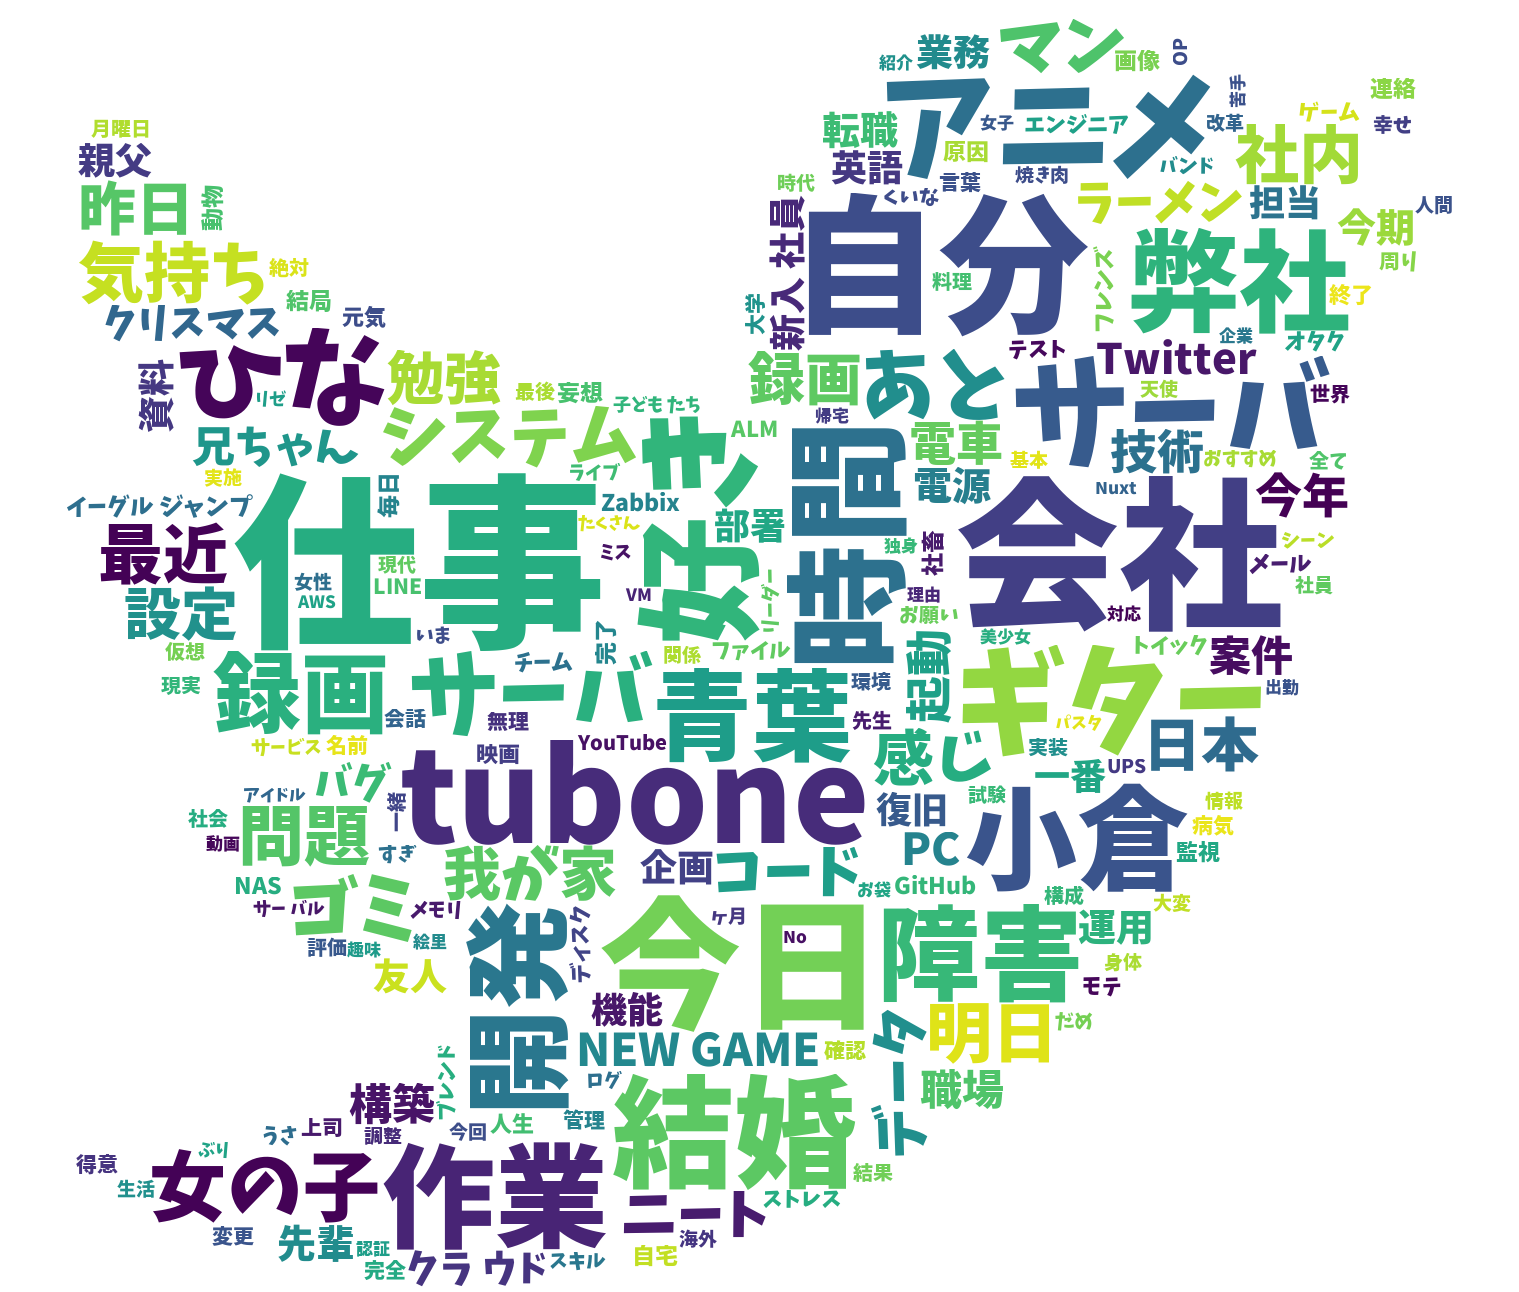 マン
業務
紹介
画像
OP
アニメ
苦手
連絡
ゲーム
幸せ
転職
女子
エンジニア
改革
社内
月曜日
親父
英語
原因
焼き肉
バンド
時代
言葉
くいな
ラーメン
担当
今期
人間
昨日
動物
新入社員
自分
弊社
周り
気持ち
絶対
料理
フレンズ
終了
結局
大学
クリスマス
元気
企業
オタク
ひな
テスト
Twitter
資料
リゼ
勉強
最後
妄想
子どもたち
録画
あと
サーバ
天使
世界
帰宅
兄ちゃん
システム
好き
ALM
電車
基本
技術
おすすめ
全て
実施
ライブ
時間
電源
Nuxt
今年
イーグルジャンプ
毎日
仕事
Zabbix
たくさん
部署
会社
シーン
最近
現代
ミス
独身
社畜
メール
女性
LINE
AWS
VM
リーダー
理由
社員
設定
いま
お願い
対応
仮想
完了
美少女
トイック
案件
チーム
関係
ファイル
起動
ギター
現実
録画
サーバ
青葉
環境
出勤
会話
無理
先生
パスタ
日本
サービス
名前
映画
YouTube
感じ
実装
一番
UPS
バグ
tubone
アイドル
一緒
復旧
試験
小倉
情報
社会
問題
病気
動画
すぎ
我が家
企画
コード
PC
監視
NAS
ゴミ
お袋
GitHub
構成
大変
サーバル
メモリ
開発
ディスク
ヶ月
今日
No
障害
運用
評価
趣味
絵里
友人
身体
機能
モテ
データ
明日
だめ
NEW GAME
確認
フレンド
ログ
結婚
職場
構築
うさ
上司
調整
今回
人生
管理
ぶり
得意
生活
女の子
作業
結果
ニート
ストレス
変更
先輩
認証
海外
完全
クラウド
スキル
自宅